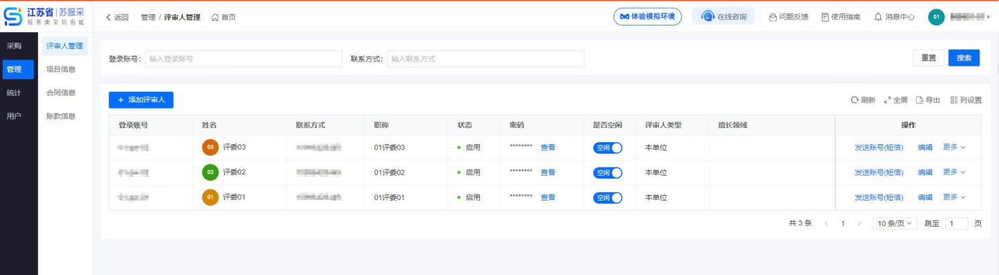 江苏省 | 苏服采
服务类采购商城
返回 管理 / 评审人管理 首页
体验模拟环境 在线咨询 问题反馈 使用指南 消息中心 01
采购
管理
统计
用户
评审人管理
项目信息
合同信息
账款信息
登录账号: 输入登录账号 联系方式: 输入联系方式 重置 搜索
+ 添加评审人 刷新 全屏 导出 列设置
登录账号 姓名 联系方式 职称 状态 密码 是否空闲 评审人类型 擅长领域 操作
03 评委03 01评委03 启用 ******** 查看 空闲 本单位 发送账号(短信) 编辑 更多
02 评委02 01评委02 启用 ******** 查看 空闲 本单位 发送账号(短信) 编辑 更多
01 评委01 01评委01 启用 ******** 查看 空闲 本单位 发送账号(短信) 编辑 更多
共 3 条 < 1 > 10 条/页 跳至 1 页